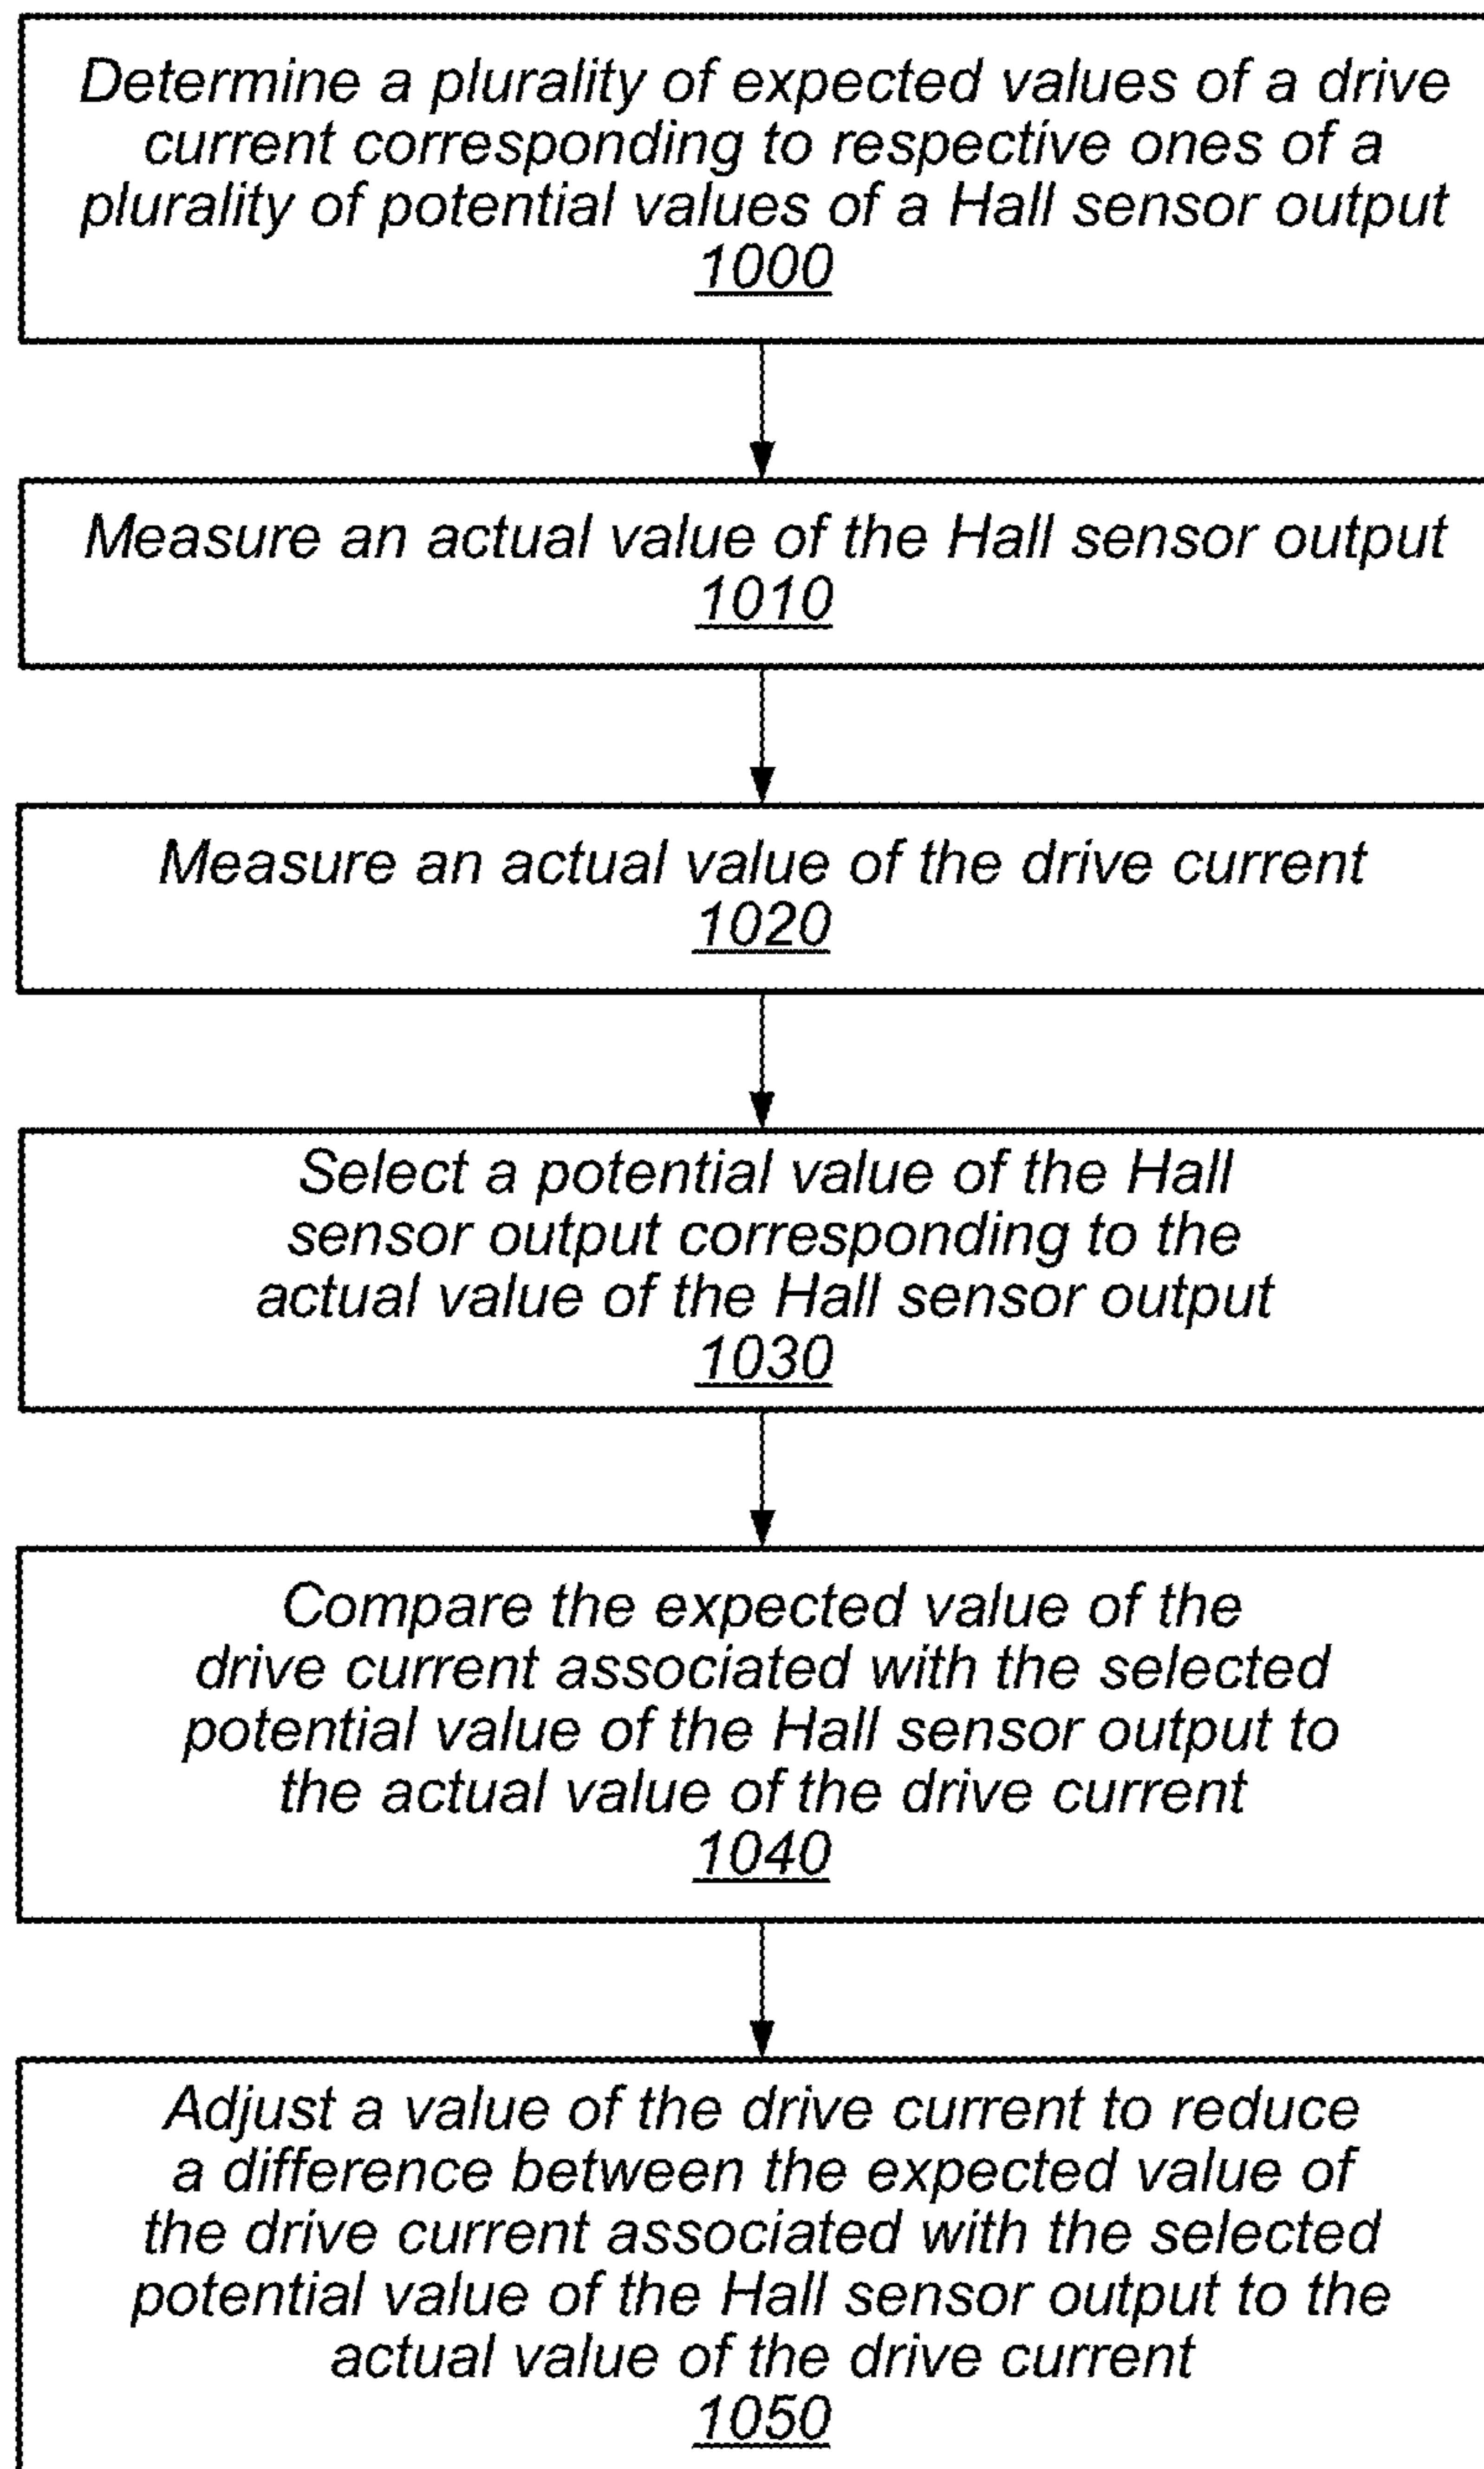 Determine a plurality of expected values of a drive
current corresponding to respective ones of a
plurality of potential values of a Hall sensor output
1000
Measure an actual value of the Hall sensor output
1010
Measure an actual value of the drive current
1020
Select a potential value of the Hall
sensor output corresponding to the
actual value of the Hall sensor output
1030
Compare the expected value of the
drive current associated with the selected
potential value of the Hall sensor output to
the actual value of the drive current
1040
Adjust a value of the drive current to reduce
a difference between the expected value of
the drive current associated with the selected
potential value of the Hall sensor output to the
actual value of the drive current
1050